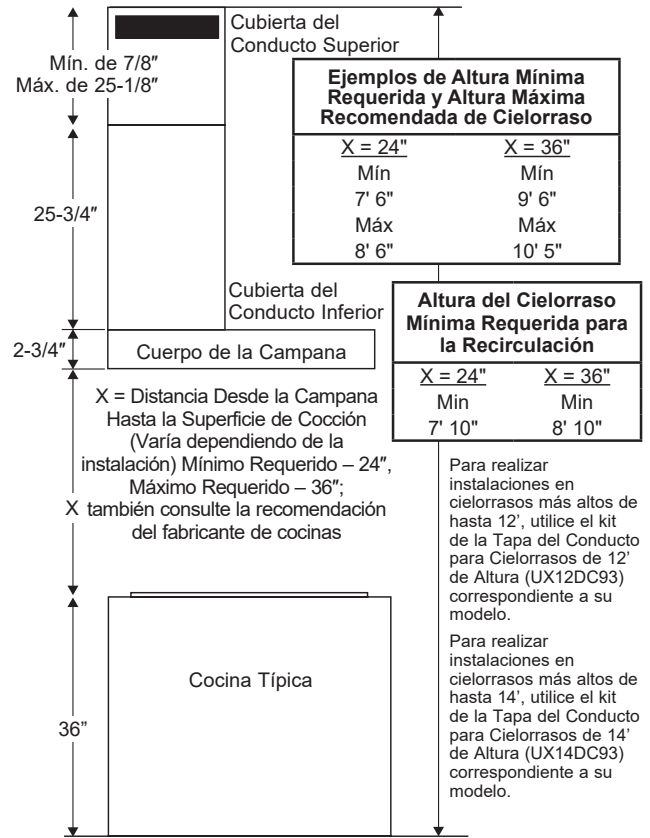 Cubierta del
Conducto Superior
Mín. de 7/8″
Máx. de 25-1/8″
Ejemplos de Altura Mínima
Requerida y Altura Máxima
Recomendada de Cielorraso
X = 24" X = 36"
Mín Mín
7' 6" 9' 6"
Máx Máx
8' 6" 10' 5"
25-3/4″
Cubierta del
Conducto Inferior
2-3/4″
Cuerpo de la Campana
Altura del Cielorraso
Mínima Requerida para
la Recirculación
X = 24" X = 36"
Min Min
7' 10" 8' 10"
X = Distancia Desde la Campana
Hasta la Superficie de Cocción
(Varía dependiendo de la
instalación) Mínimo Requerido – 24″,
Máximo Requerido – 36″;
también consulte la recomendación
del fabricante de cocinas
X
Para realizar
instalaciones en
cielorrasos más altos de
hasta 12’, utilice el kit
de la Tapa del Conducto
para Cielorrasos de 12’
de Altura (UX12DC93)
correspondiente a su
modelo.
Para realizar
instalaciones en
cielorrasos más altos de
hasta 14’, utilice el kit
de la Tapa del Conducto
para Cielorrasos de 14’
de Altura (UX14DC93)
correspondiente a su
modelo.
Cocina Típica
36”